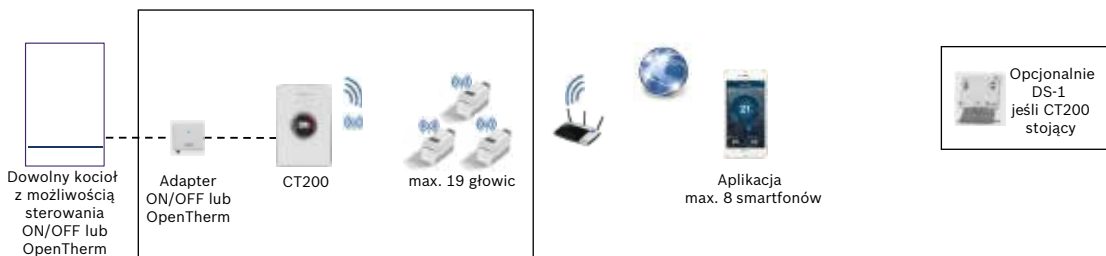 Dowolny kocioł
z możliwością
sterowania
ON/OFF lub
OpenTherm
Adapter
ON/OFF lub
OpenTherm
CT200
max. 19 głowic
21
Aplikacja
max. 8 smartfonów
Opcjonalnie
DS-1
jeśli CT200
stojący